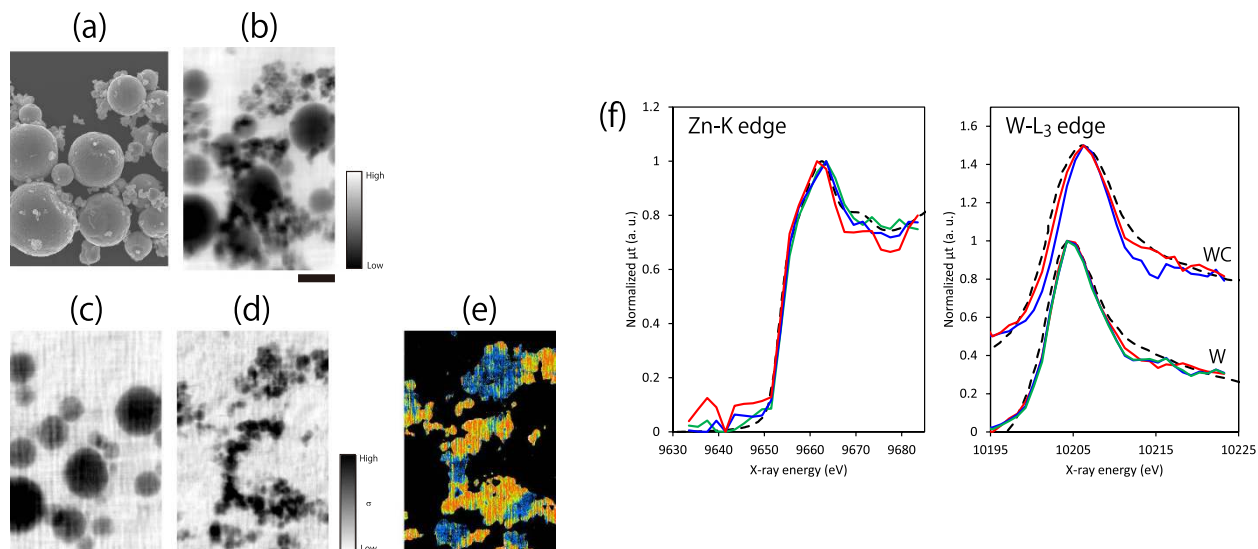 (a)
(b)
High
Low
(c)
(d)
(e)
High
σ
Low
(f)
Zn-K edge
Normalized μt (a. u.)
1.2
1
0.8
0.6
0.4
0.2
0
9630 9640 9650 9660 9670 9680
X-ray energy (eV)
W-L3 edge
Normalized μt (a. u.)
1.6
1.4
1.2
1
0.8
0.6
0.4
0.2
0
WC
W
10195 10205 10215 10225
X-ray energy (eV)